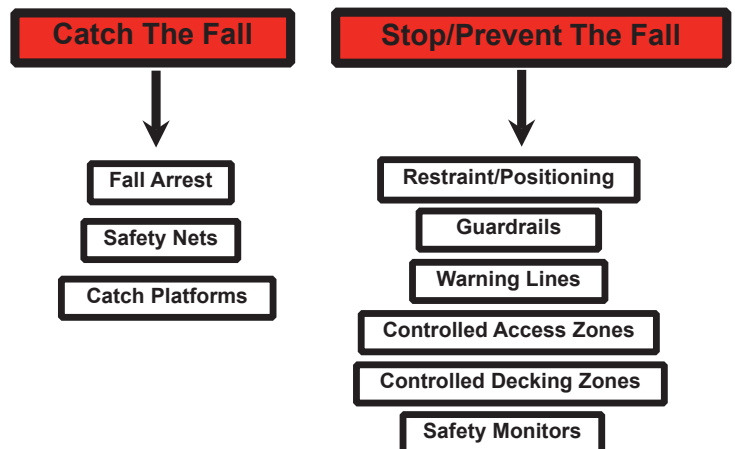 Catch The Fall
Fall Arrest
Safety Nets
Catch Platforms
Stop/Prevent The Fall
Restraint/Positioning
Guardrails
Warning Lines
Controlled Access Zones
Controlled Decking Zones
Safety Monitors